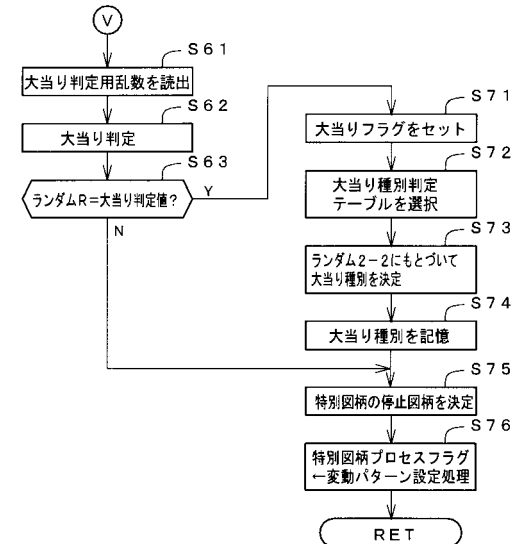 V
S61
大当り判定用乱数を読出
S62
大当り判定
S63
ランダムR=大当り判定値?
Y
N
S71
大当りフラグをセット
S72
大当り種別判定
テーブルを選択
S73
ランダム2−2にもとづいて
大当り種別を決定
S74
大当り種別を記憶
S75
特別図柄の停止図柄を決定
S76
特別図柄プロセスフラグ
←変動パターン設定処理
RET